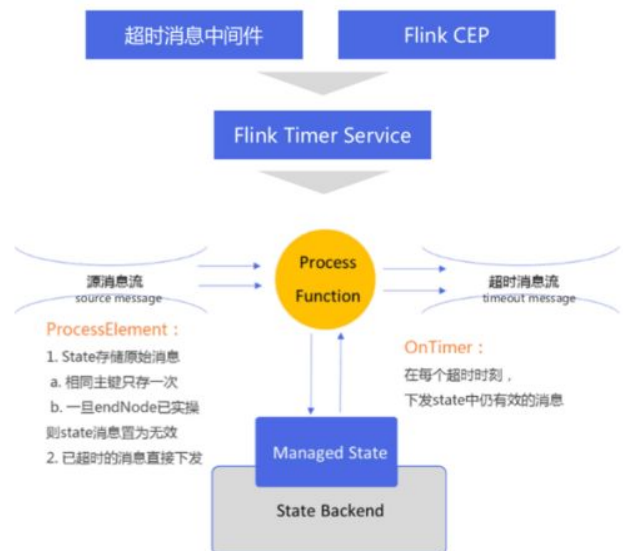 超时消息中间件
Flink CEP
Flink Timer Service
源消息流
source message
Process
Function
超时消息流
timeout message
ProcessElement：
1. State存储原始消息
a. 相同主键只存一次
b. 一旦endNode已实操
则state消息置为无效
2. 已超时的消息直接下发
OnTimer：
在每个超时时刻，
下发state中仍有效的消息
Managed State
State Backend